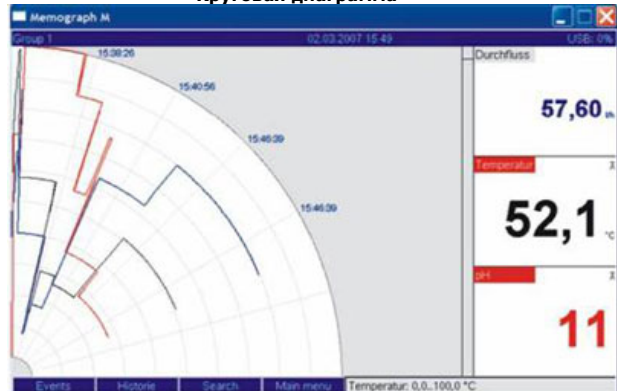 Круговая диаграмма
Memograph M
Group 1 02.03.2007 15:49 USB: 0%
15:38:26
15:40:56
15:46:39
15:46:39
Durchfluss
57,60
Temperatur
52,1 °C
pH
11
Events Historie Search Main menu Temperatur: 0,0..100,0 °C